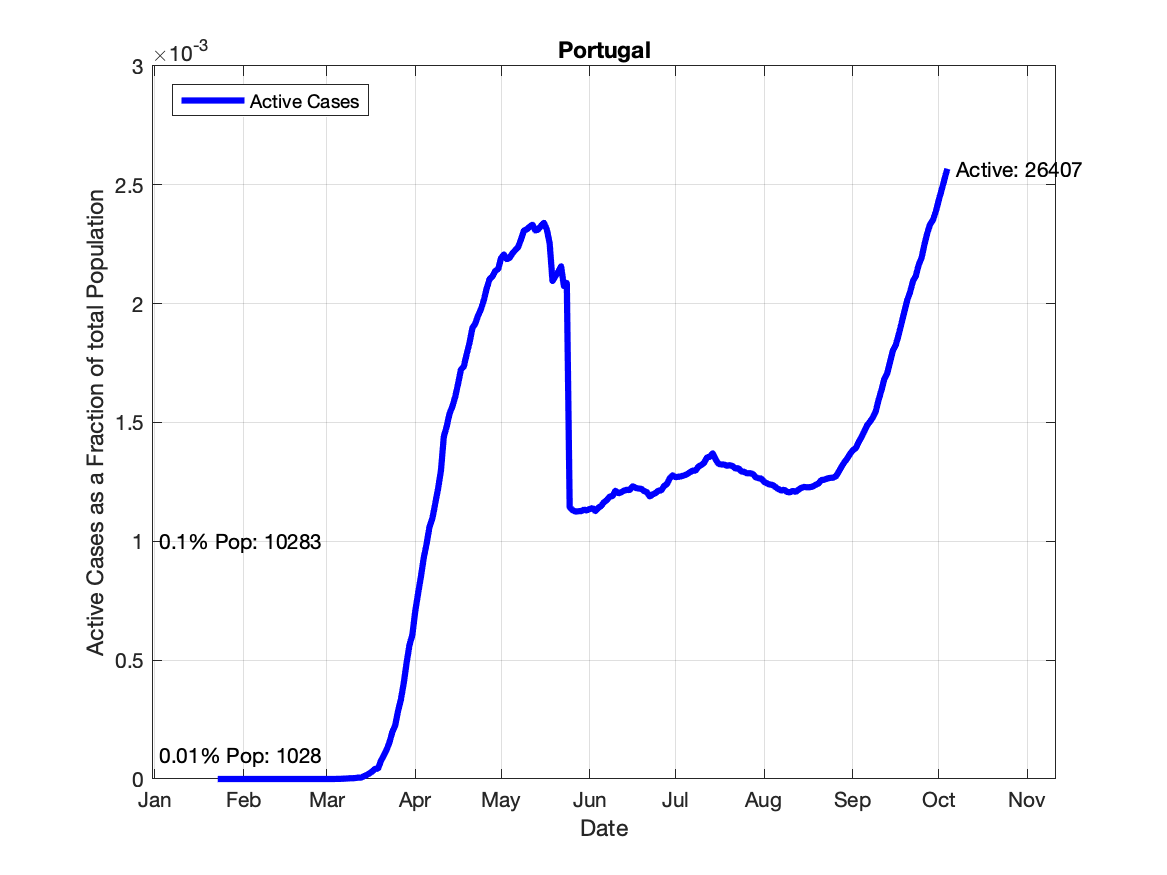 Portugal
×10-3
3
2.5
2
1.5
1
0.5
0
Active Cases as a Fraction of total Population
Active Cases
Active: 26407
0.1% Pop: 10283
0.01% Pop: 1028
Jan Feb Mar Apr May Jun Jul Aug Sep Oct Nov
Date